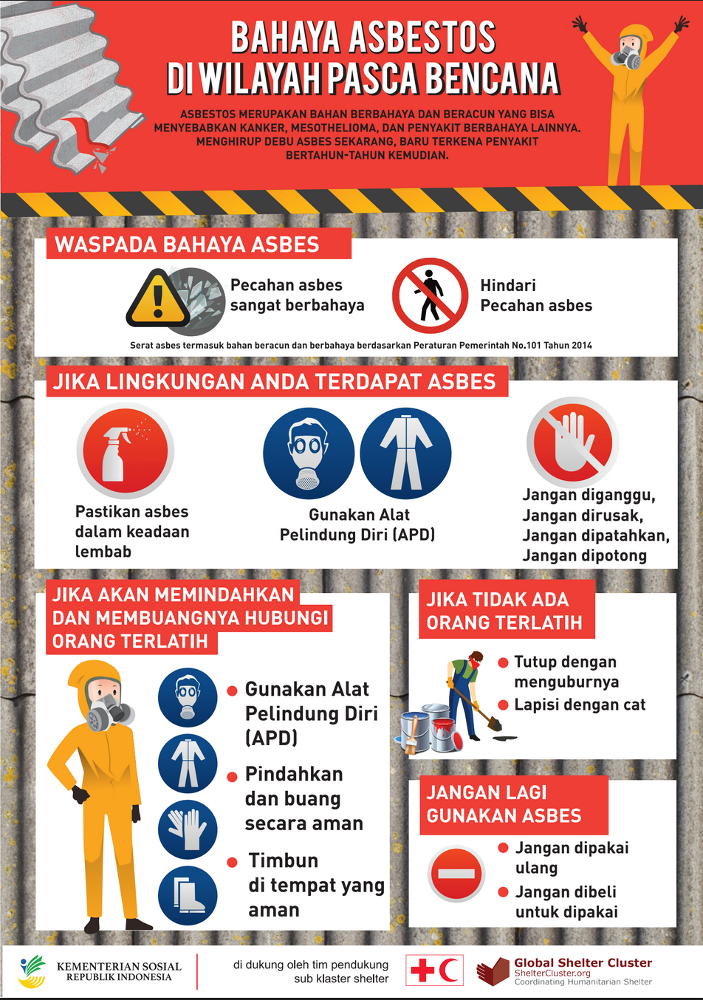 BAHAYA ASBESTOS
DI WILAYAH PASCA BENCANA
ASBESTOS MERUPAKAN BAHAN BERBAHAYA DAN BERACUN YANG BISA
MENYEBABKAN KANKER, MESOTHELIOMA, DAN PENYAKIT BERBAHAYA LAINNYA.
MENGHIRUP DEBU ASBES SEKARANG, BARU TERKENA PENYAKIT
BERTAHUN-TAHUN KEMUDIAN.
WASPADA BAHAYA ASBES
Pecahan asbes
sangat berbahaya
Hindari
Pecahan asbes
Serat asbes termasuk bahan beracun dan berbahaya berdasarkan Peraturan Pemerintah No.101 Tahun 2014
JIKA LINGKUNGAN ANDA TERDAPAT ASBES
Pastikan asbes
dalam keadaan
lembab
Gunakan Alat
Pelindung Diri (APD)
Jangan diganggu,
Jangan dirusak,
Jangan dipatahkan,
Jangan dipotong
JIKA AKAN MEMINDAHKAN
DAN MEMBUANGNYA HUBUNGI
ORANG TERLATIH
Gunakan Alat
Pelindung Diri
(APD)
Pindahkan
dan buang
secara aman
Timbun
di tempat yang
aman
JIKA TIDAK ADA
ORANG TERLATIH
Tutup dengan
menguburnya
Lapisi dengan cat
JANGAN LAGI
GUNAKAN ASBES
Jangan dipakai
ulang
Jangan dibeli
untuk dipakai
KEMENTERIAN SOSIAL
REPUBLIK INDONESIA
di dukung oleh tim pendukung
sub klaster shelter
Global Shelter Cluster
ShelterCluster.org
Coordinating Humanitarian Shelter